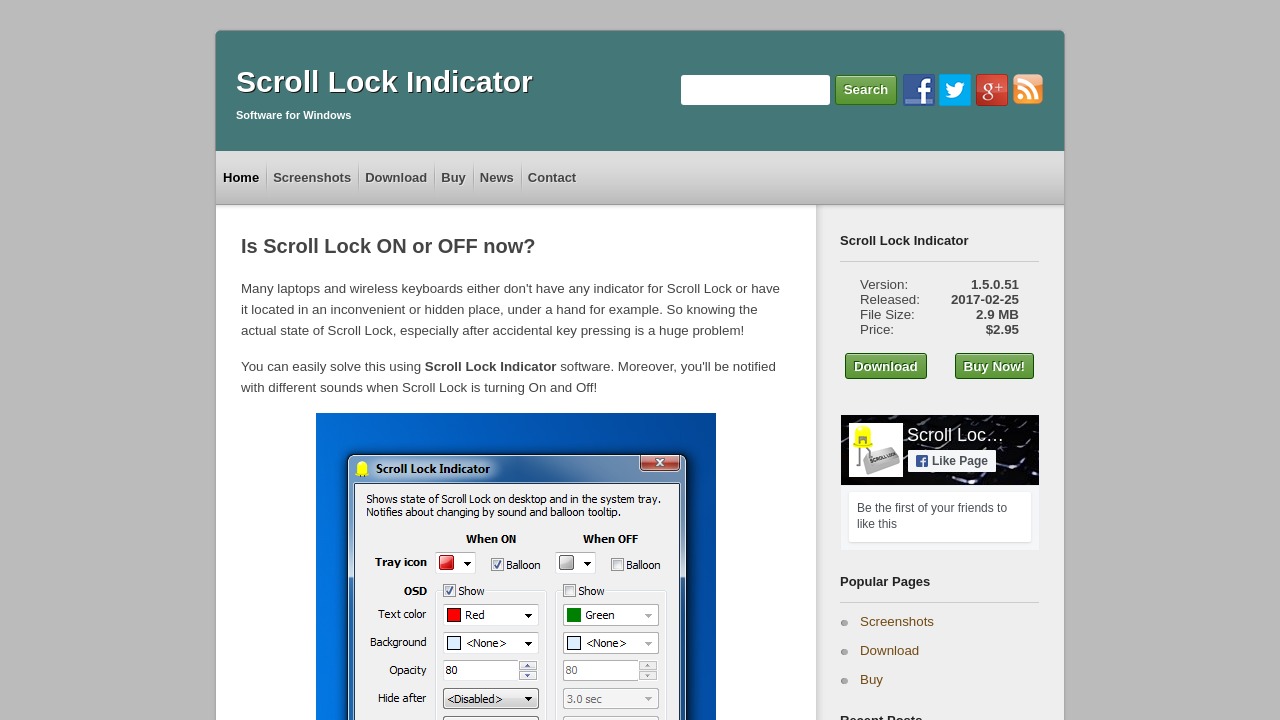 Scroll Lock Indicator
Software for Windows
Search
Home Screenshots Download Buy News Contact
Is Scroll Lock ON or OFF now?
Many laptops and wireless keyboards either don't have any indicator for Scroll Lock or have
it located in an inconvenient or hidden place, under a hand for example. So knowing the
actual state of Scroll Lock, especially after accidental key pressing is a huge problem!
You can easily solve this using Scroll Lock Indicator software. Moreover, you'll be notified
with different sounds when Scroll Lock is turning On and Off!
Scroll Lock Indicator
Shows state of Scroll Lock on desktop and in the system tray.
Notifies about changing by sound and balloon tooltip.
When ON When OFF
Tray icon Balloon Balloon
OSD Show Show
Text color Red Green
Background <None> <None>
Opacity 80 80
Hide after <Disabled> 3.0 sec
Scroll Lock Indicator
Version: 1.5.0.51
Released: 2017-02-25
File Size: 2.9 MB
Price: $2.95
Download Buy Now!
Scroll Loc…
Like Page
SCROLL LOCK
Be the first of your friends to
like this
Popular Pages
Screenshots
Download
Buy
Recent Posts